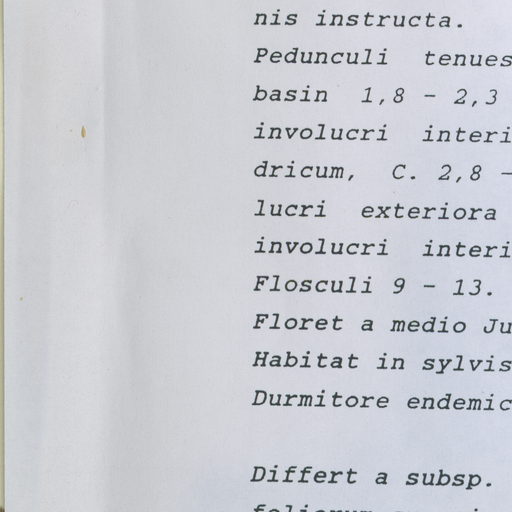 nis instructa.
Pedunculi tenues
basin 1,8 - 2,3
involucri interi
dricum, C. 2,8 -
lucri exteriora
involucri interi
Flosculi 9 - 13.
Floret a medio Ju
Habitat in sylvis
Durmitore endemic
Differt a subsp.